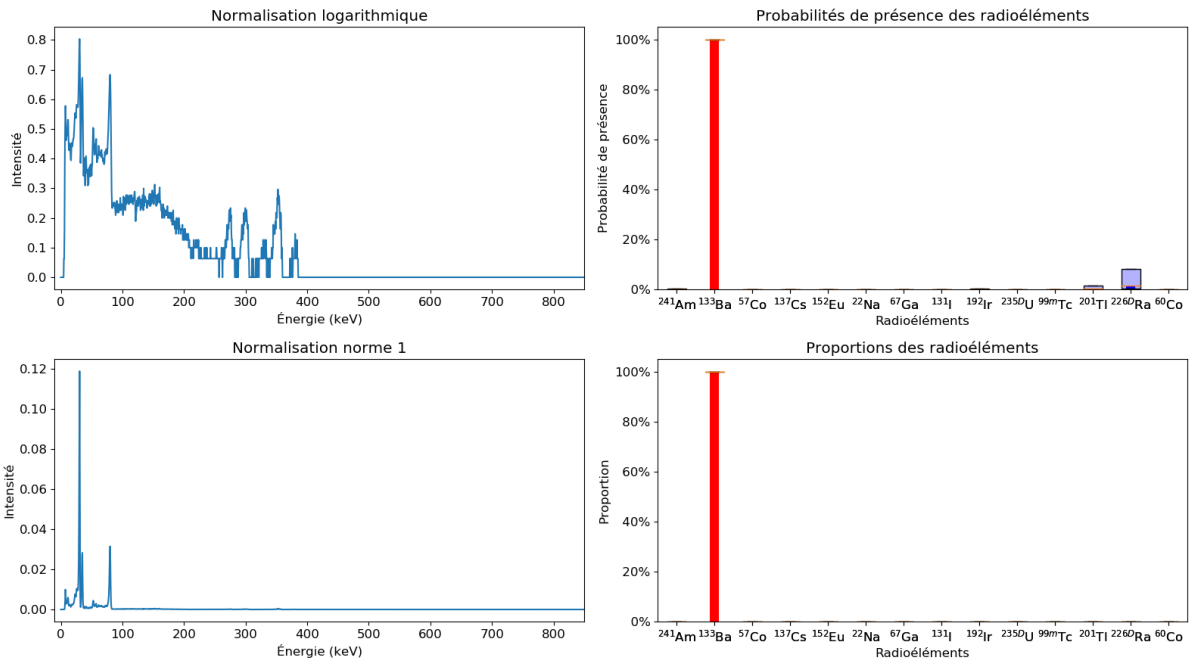 Normalisation logarithmique
Intensité
0.8
0.7
0.6
0.5
0.4
0.3
0.2
0.1
0.0
0 100 200 300 400 500 600 700 800
Énergie (keV)
Probabilités de présence des radioéléments
Probabilité de présence
100%
80%
60%
40%
20%
0%
²⁴¹Am ¹³³Ba ⁵⁷Co ¹³⁷Cs ¹⁵²Eu ²²Na ⁶⁷Ga ¹³¹I ¹⁹²Ir ²³⁵ᴰU ⁹⁹ᵐTc ²⁰¹Tl ²²⁶ᴰRa ⁶⁰Co
Radioéléments
Normalisation norme 1
Intensité
0.12
0.10
0.08
0.06
0.04
0.02
0.00
0 100 200 300 400 500 600 700 800
Énergie (keV)
Proportions des radioéléments
Proportion
100%
80%
60%
40%
20%
0%
²⁴¹Am ¹³³Ba ⁵⁷Co ¹³⁷Cs ¹⁵²Eu ²²Na ⁶⁷Ga ¹³¹I ¹⁹²Ir ²³⁵ᴰU ⁹⁹ᵐTc ²⁰¹Tl ²²⁶ᴰRa ⁶⁰Co
Radioéléments